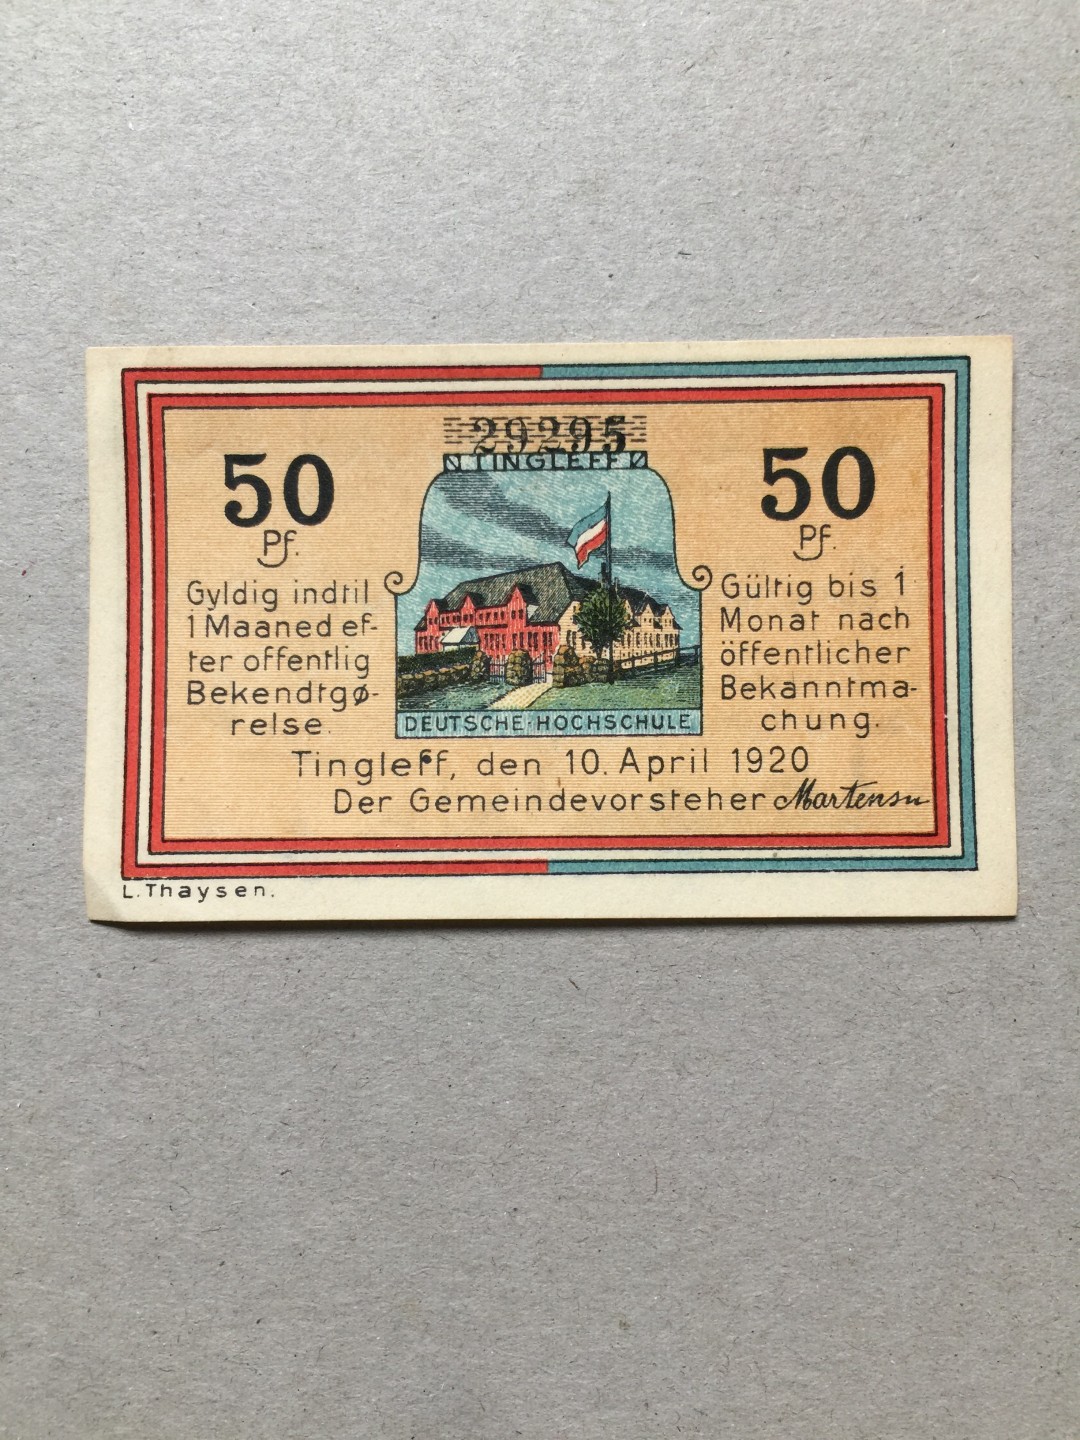 29295
TINGLEFF
50
Pf.
Gyldig indtil
1 Maaned ef-
ter offentlig
Bekendtgø-
relse.
50
Pf.
Gültig bis 1
Monat nach
öffentlicher
Bekanntma-
chung.
DEUTSCHE-HOCHSCHULE
Tingleff, den 10. April 1920
Der Gemeindevorsteher Martensen
L.Thaysen.